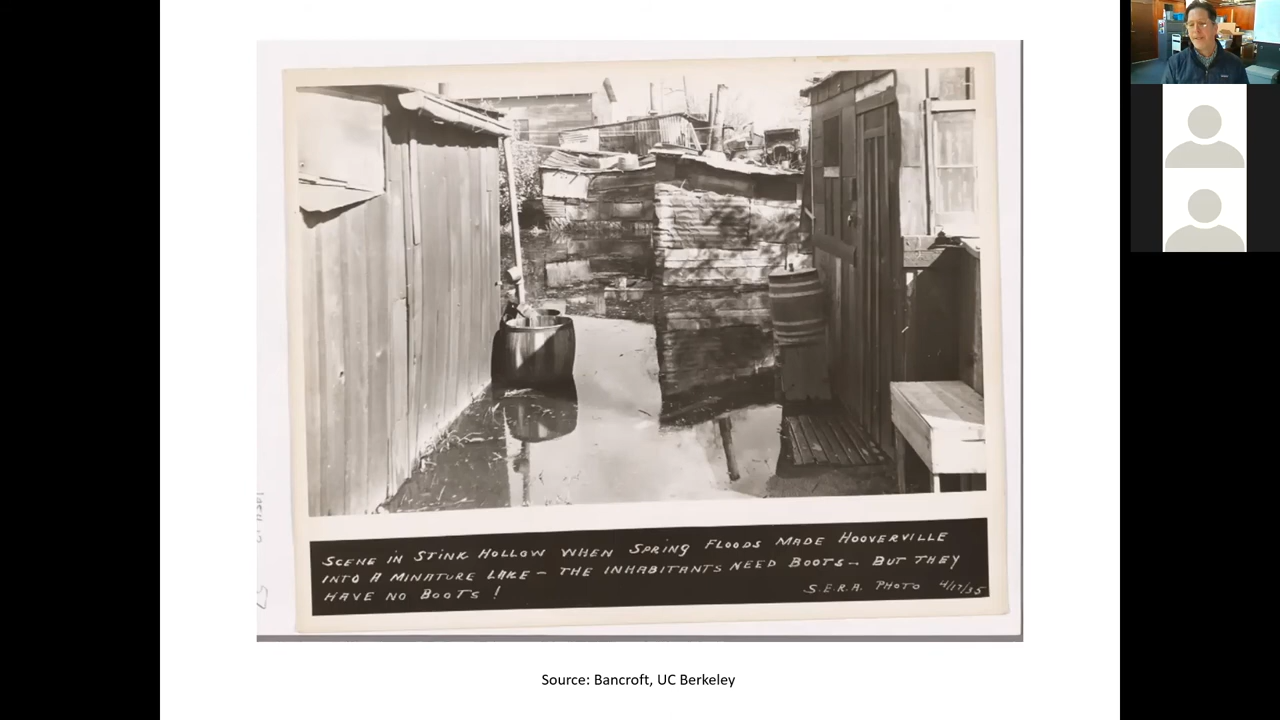 Scene in Stink Hollow when Spring Floods made Hooverville
into a minature lake – the inhabitants need boots – but they
have no boots !
S.E.R.A. Photo 4/17/35
Source: Bancroft, UC Berkeley